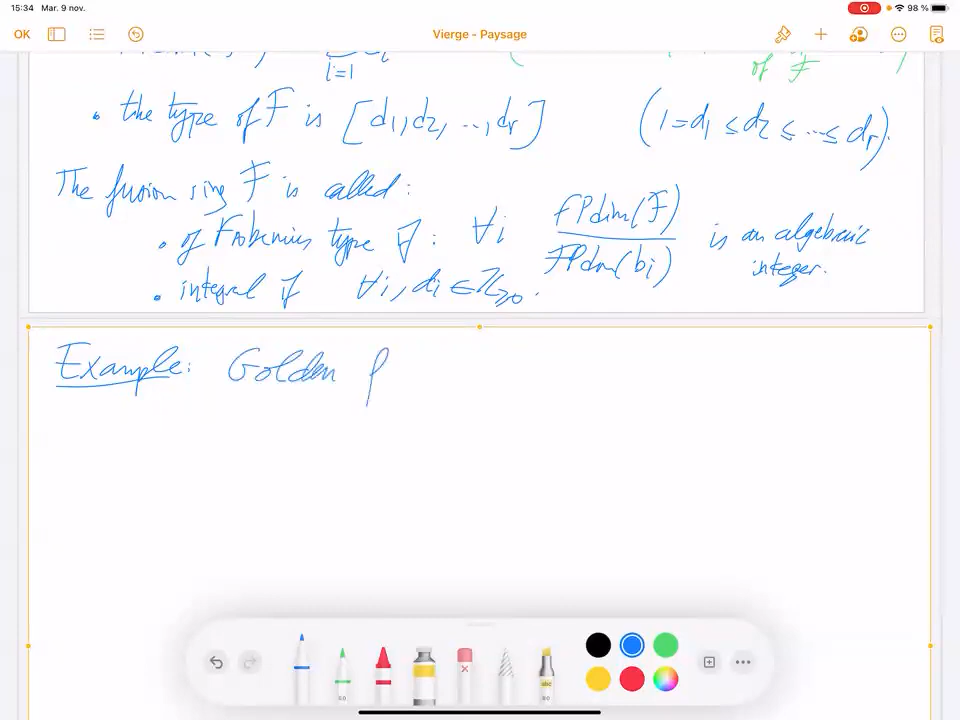 15:34 Mar. 9 nov. 98 %
OK Vierge – Paysage
i=1 of F
• the type of F is [d1, d2, ..., dr] (1 = d1 ≤ d2 ≤ ... ≤ dr).
The fusion ring F is called:
• of Frobenius type if: ∀i FPdim(F) / FPdim(bi) is an algebraic integer.
• integral if ∀i, di ∈ ℤ≥0.
Example: Golden